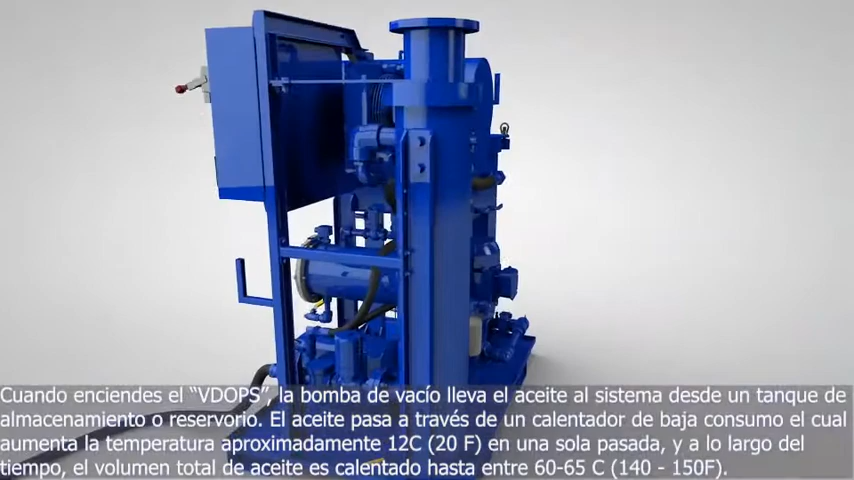 Cuando enciendes el “VDOPS”, la bomba de vacío lleva el aceite al sistema desde un tanque de
almacenamiento o reservorio. El aceite pasa a través de un calentador de baja consumo el cual
aumenta la temperatura aproximadamente 12C (20 F) en una sola pasada, y a lo largo del
tiempo, el volumen total de aceite es calentado hasta entre 60-65 C (140 - 150F).